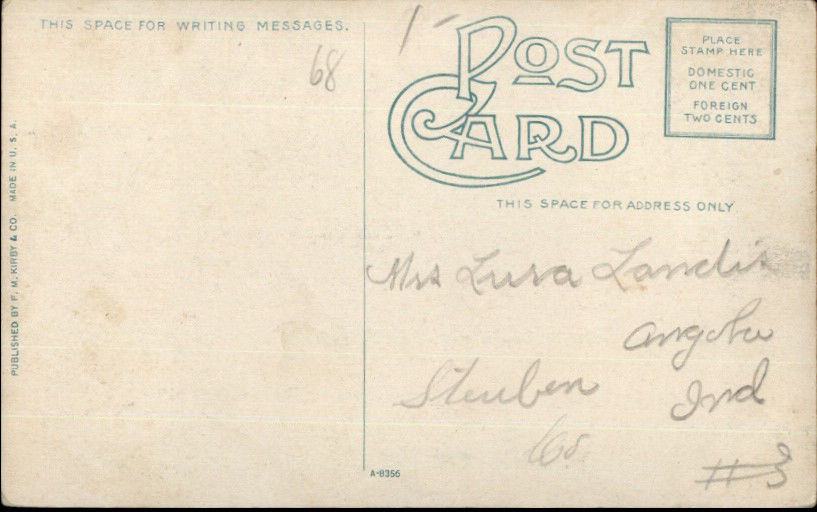 THIS SPACE FOR WRITING MESSAGES.
68
1-
POST
CARD
PLACE
STAMP HERE
DOMESTIC
ONE CENT
FOREIGN
TWO CENTS
THIS SPACE FOR ADDRESS ONLY
Mrs Lura Landis
Angola
Steuben
Ind
Co.
#3
A-8356
PUBLISHED BY F. M. KIRBY & CO. MADE IN U. S. A.